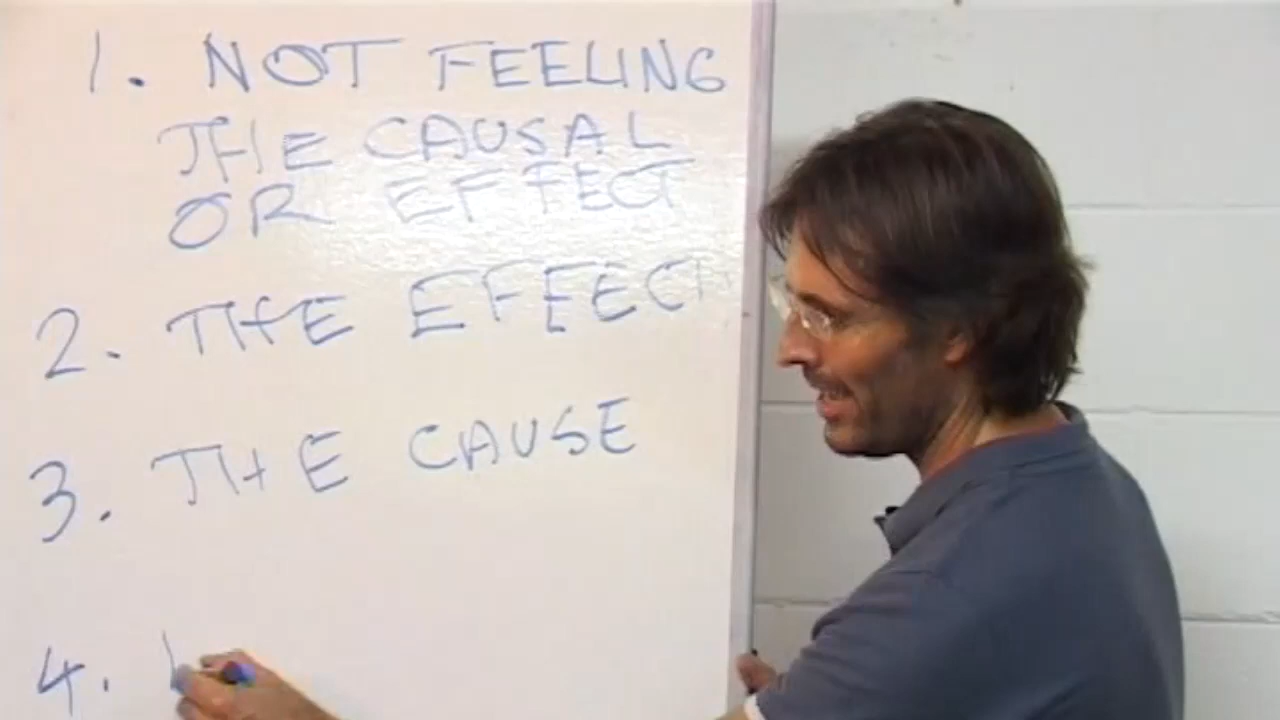 1. NOT FEELING
THE CAUSAL
OR EFFECT
2. THE EFFECT
3. THE CAUSE
4.